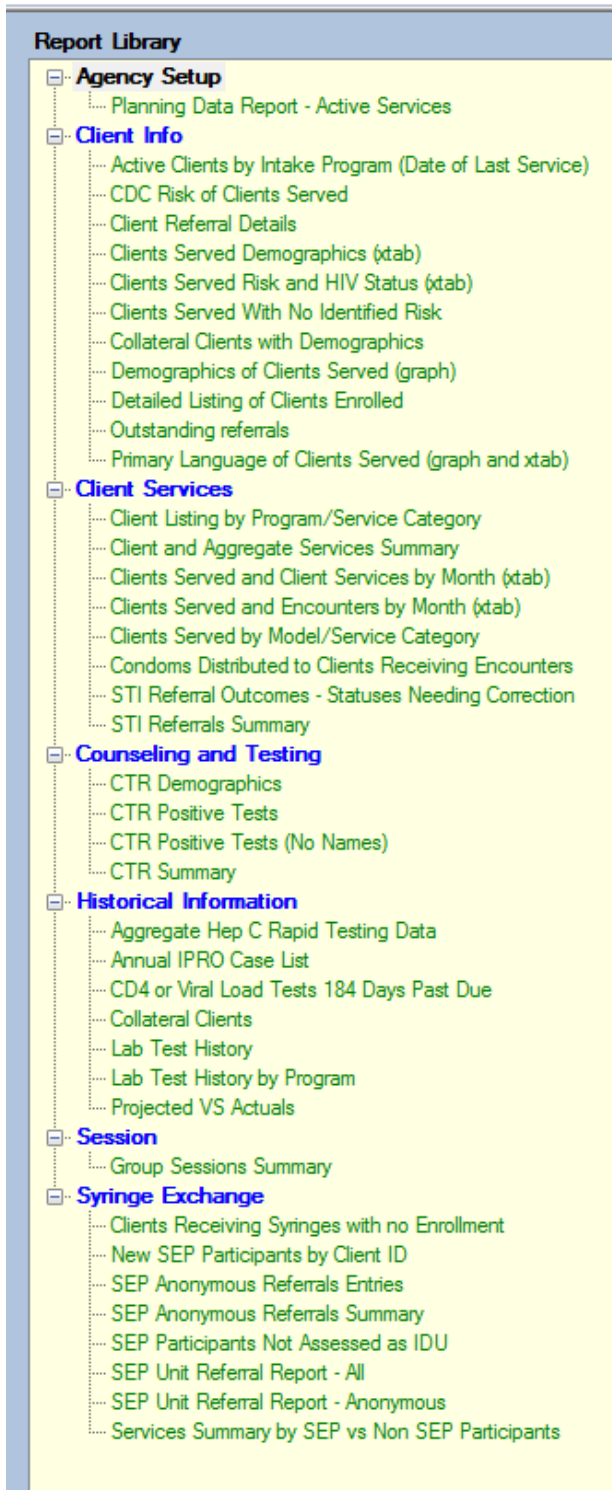 Report Library
Agency Setup
Planning Data Report - Active Services
Client Info
Active Clients by Intake Program (Date of Last Service)
CDC Risk of Clients Served
Client Referral Details
Clients Served Demographics (xtab)
Clients Served Risk and HIV Status (xtab)
Clients Served With No Identified Risk
Collateral Clients with Demographics
Demographics of Clients Served (graph)
Detailed Listing of Clients Enrolled
Outstanding referrals
Primary Language of Clients Served (graph and xtab)
Client Services
Client Listing by Program/Service Category
Client and Aggregate Services Summary
Clients Served and Client Services by Month (xtab)
Clients Served and Encounters by Month (xtab)
Clients Served by Model/Service Category
Condoms Distributed to Clients Receiving Encounters
STI Referral Outcomes - Statuses Needing Correction
STI Referrals Summary
Counseling and Testing
CTR Demographics
CTR Positive Tests
CTR Positive Tests (No Names)
CTR Summary
Historical Information
Aggregate Hep C Rapid Testing Data
Annual IPRO Case List
CD4 or Viral Load Tests 184 Days Past Due
Collateral Clients
Lab Test History
Lab Test History by Program
Projected VS Actuals
Session
Group Sessions Summary
Syringe Exchange
Clients Receiving Syringes with no Enrollment
New SEP Participants by Client ID
SEP Anonymous Referrals Entries
SEP Anonymous Referrals Summary
SEP Participants Not Assessed as IDU
SEP Unit Referral Report - All
SEP Unit Referral Report - Anonymous
Services Summary by SEP vs Non SEP Participants